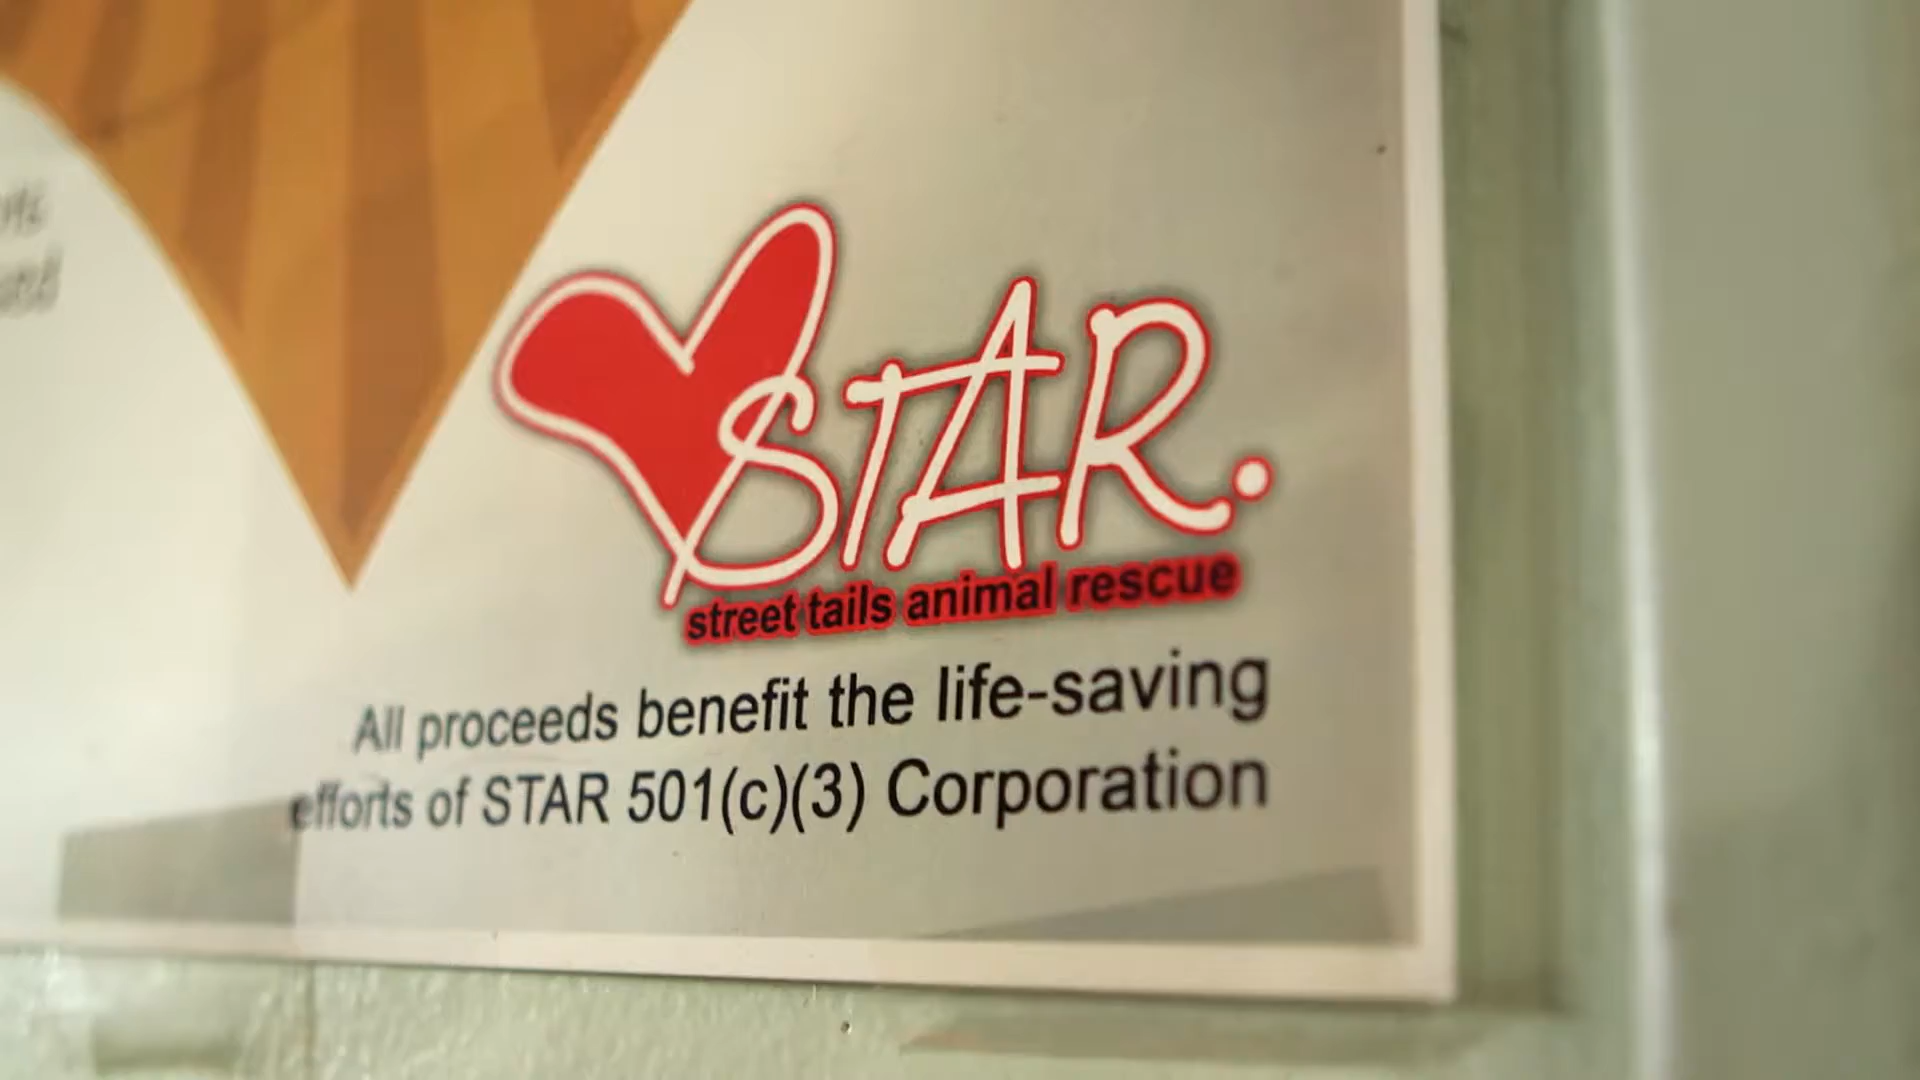 STAR.
street tails animal rescue
All proceeds benefit the life-saving
efforts of STAR 501(c)(3) Corporation